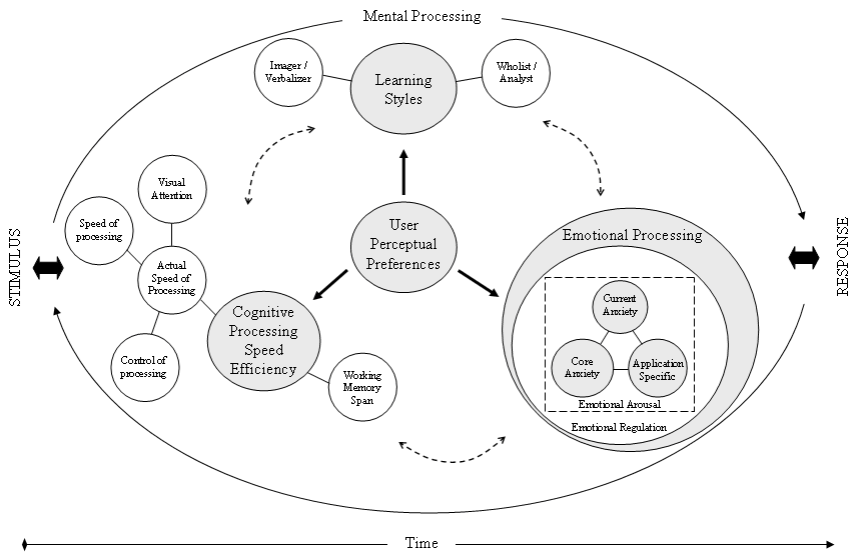 Mental Processing
Imager /
Verbalizer
Learning
Styles
Wholist /
Analyst
Visual
Attention
Speed of
processing
Actual
Speed of
Processing
Control of
processing
Cognitive
Processing
Speed
Efficiency
Working
Memory
Span
User
Perceptual
Preferences
Emotional Processing
Current
Anxiety
Core
Anxiety
Application
Specific
Emotional Arousal
Emotional Regulation
STIMULUS
RESPONSE
Time